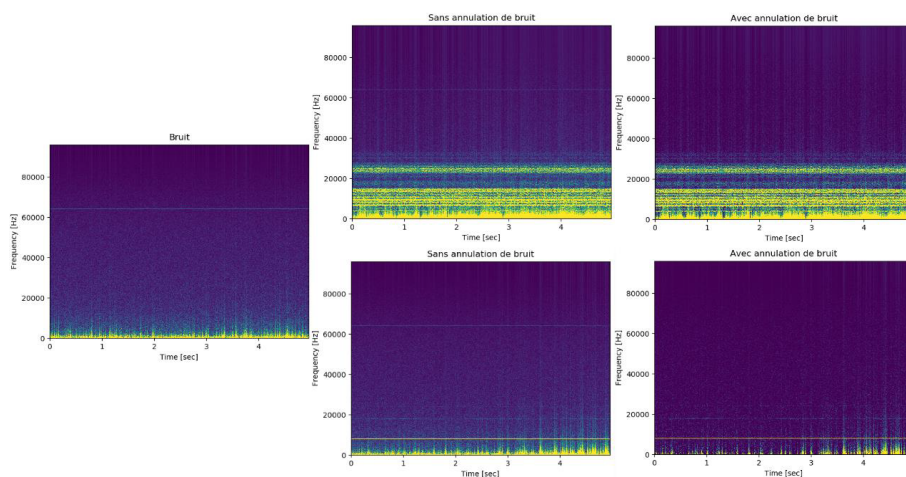 Bruit
Frequency [Hz]
80000
60000
40000
20000
0
0 1 2 3 4
Time [sec]
Sans annulation de bruit
Frequency [Hz]
80000
60000
40000
20000
0
0 1 2 3 4
Time [sec]
Avec annulation de bruit
Frequency [Hz]
80000
60000
40000
20000
0
0 1 2 3 4
Time [sec]
Sans annulation de bruit
Frequency [Hz]
80000
60000
40000
20000
0
0 1 2 3 4
Time [sec]
Avec annulation de bruit
Frequency [Hz]
80000
60000
40000
20000
0
0 1 2 3 4
Time [sec]